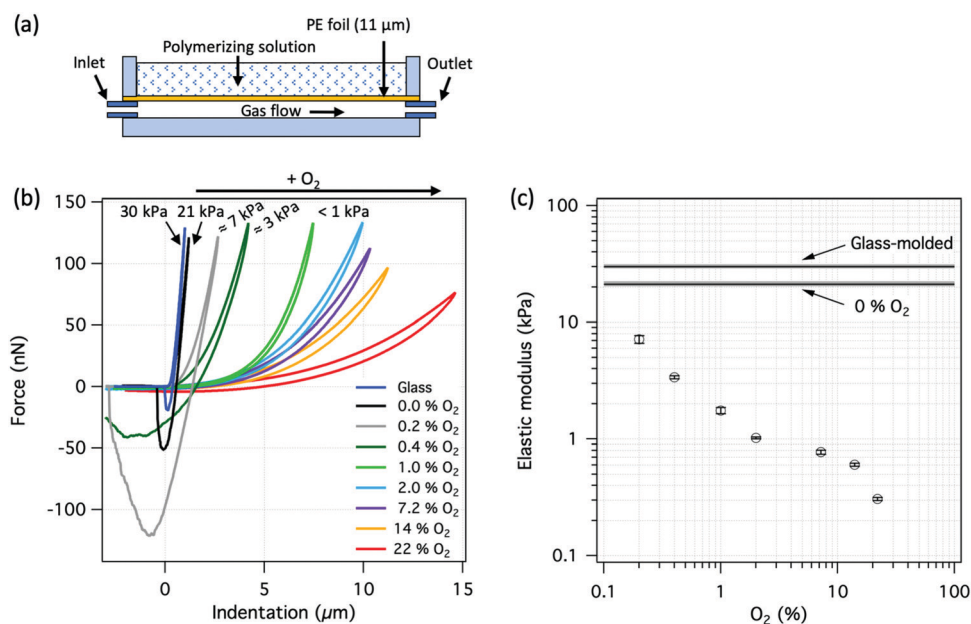 (a)
PE foil (11 µm)
Polymerizing solution
Inlet
Outlet
Gas flow
(b)
+ O₂
150
30 kPa
21 kPa
≈ 7 kPa
≈ 3 kPa
< 1 kPa
100
50
0
-50
-100
Force (nN)
Glass
0.0 % O₂
0.2 % O₂
0.4 % O₂
1.0 % O₂
2.0 % O₂
7.2 % O₂
14 % O₂
22 % O₂
0
5
10
15
Indentation (µm)
(c)
100
10
1
0.1
Elastic modulus (kPa)
Glass-molded
0 % O₂
0.1
1
10
100
O₂ (%)